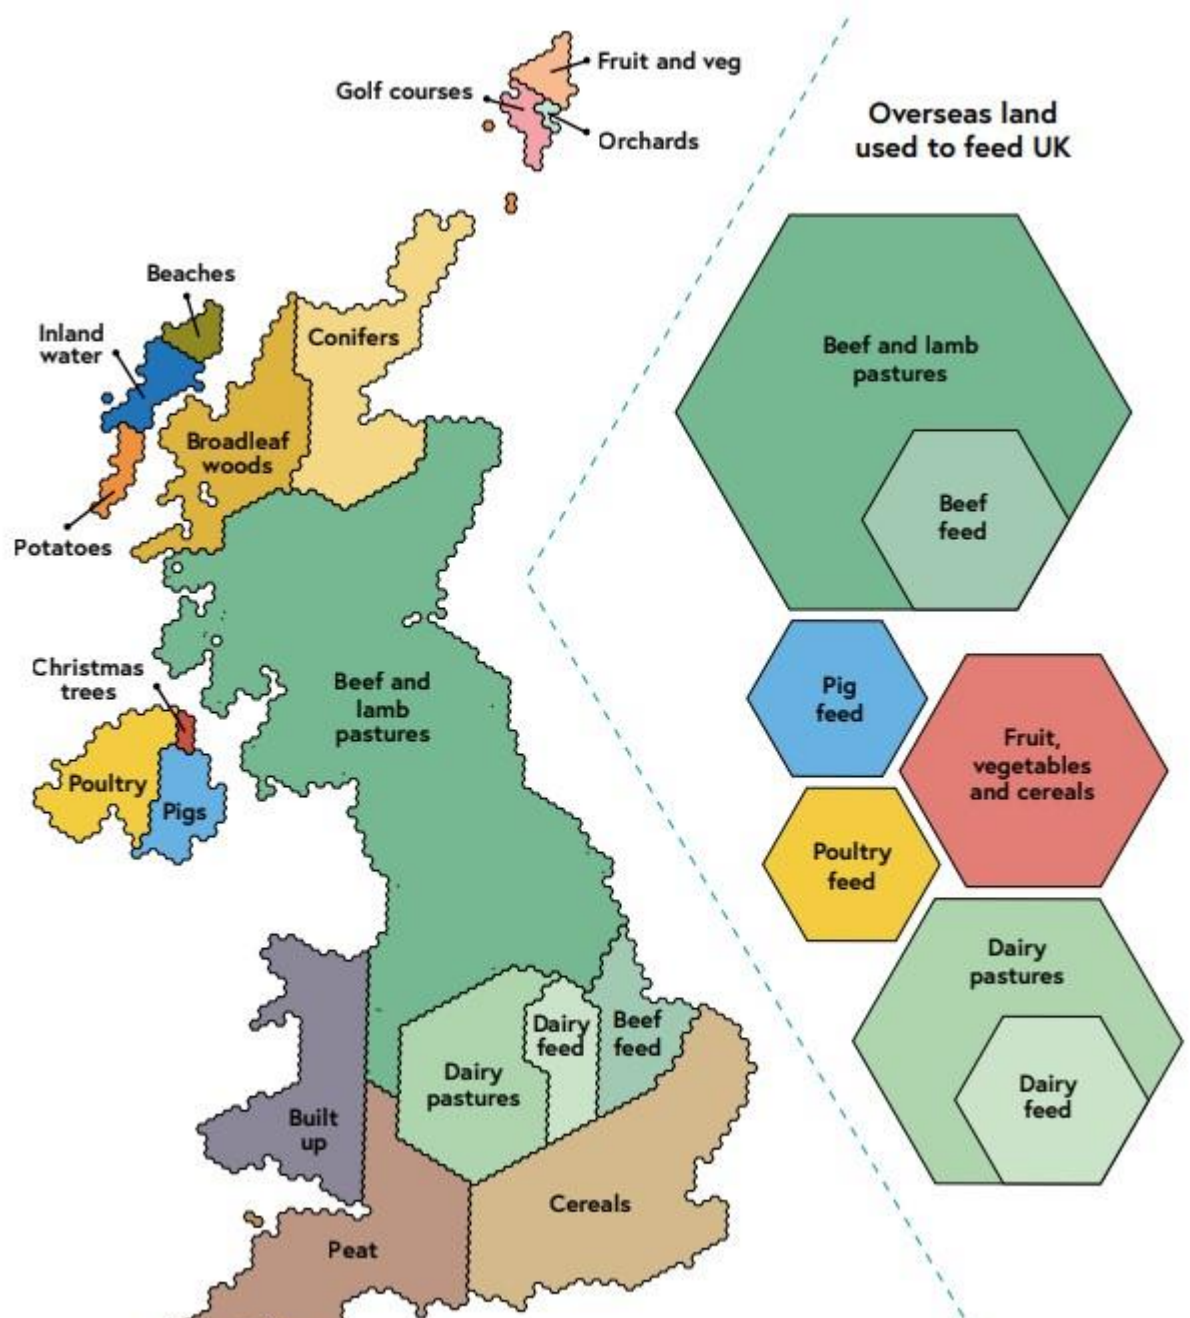 Fruit and veg
Golf courses
Orchards
Overseas land
used to feed UK
Beaches
Inland
water
Conifers
Broadleaf
woods
Potatoes
Beef and lamb
pastures
Beef
feed
Christmas
trees
Beef and
lamb
pastures
Poultry
Pigs
Pig
feed
Fruit,
vegetables
and cereals
Poultry
feed
Dairy
pastures
Dairy
feed
Beef
feed
Dairy
pastures
Built
up
Dairy
feed
Cereals
Peat